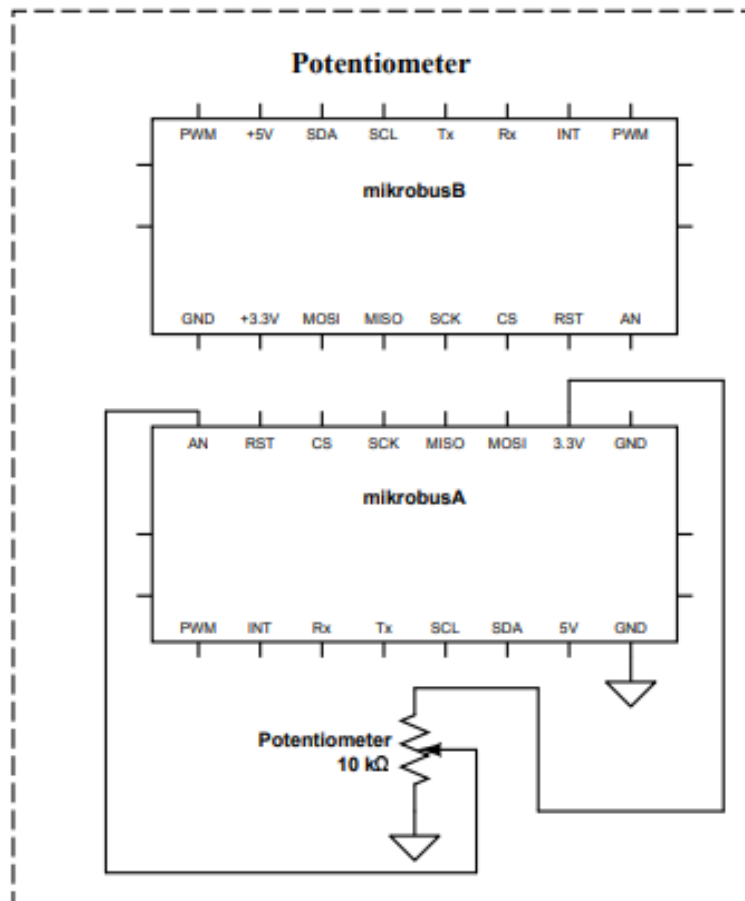 Potentiometer
PWM +5V SDA SCL Tx Rx INT PWM
mikrobusB
GND +3.3V MOSI MISO SCK CS RST AN
AN RST CS SCK MISO MOSI 3.3V GND
mikrobusA
PWM INT Rx Tx SCL SDA 5V GND
Potentiometer
10 kΩ